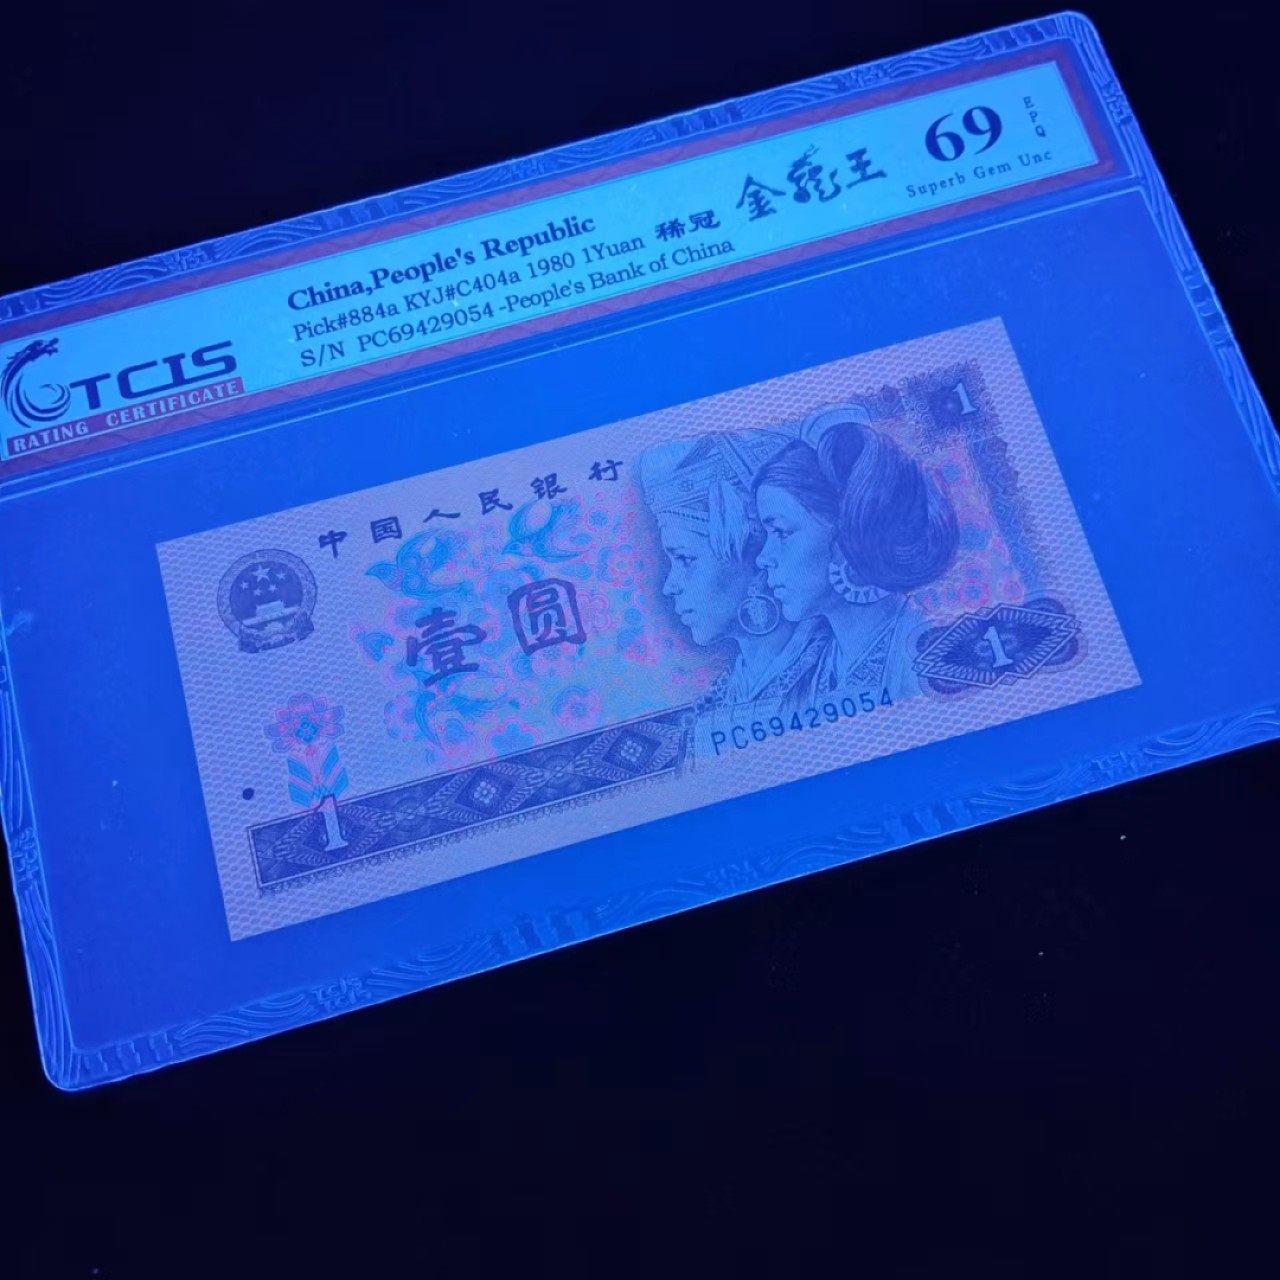 China,People's Republic
Pick#884a KYJ#C404a 1980 1Yuan 稀冠 金龍王
S/N PC69429054 -People's Bank of China
69
EPQ
Superb Gem Unc
TCIS
RATING CERTIFICATE
1
中国人民银行
壹圆
1
PC69429054
1